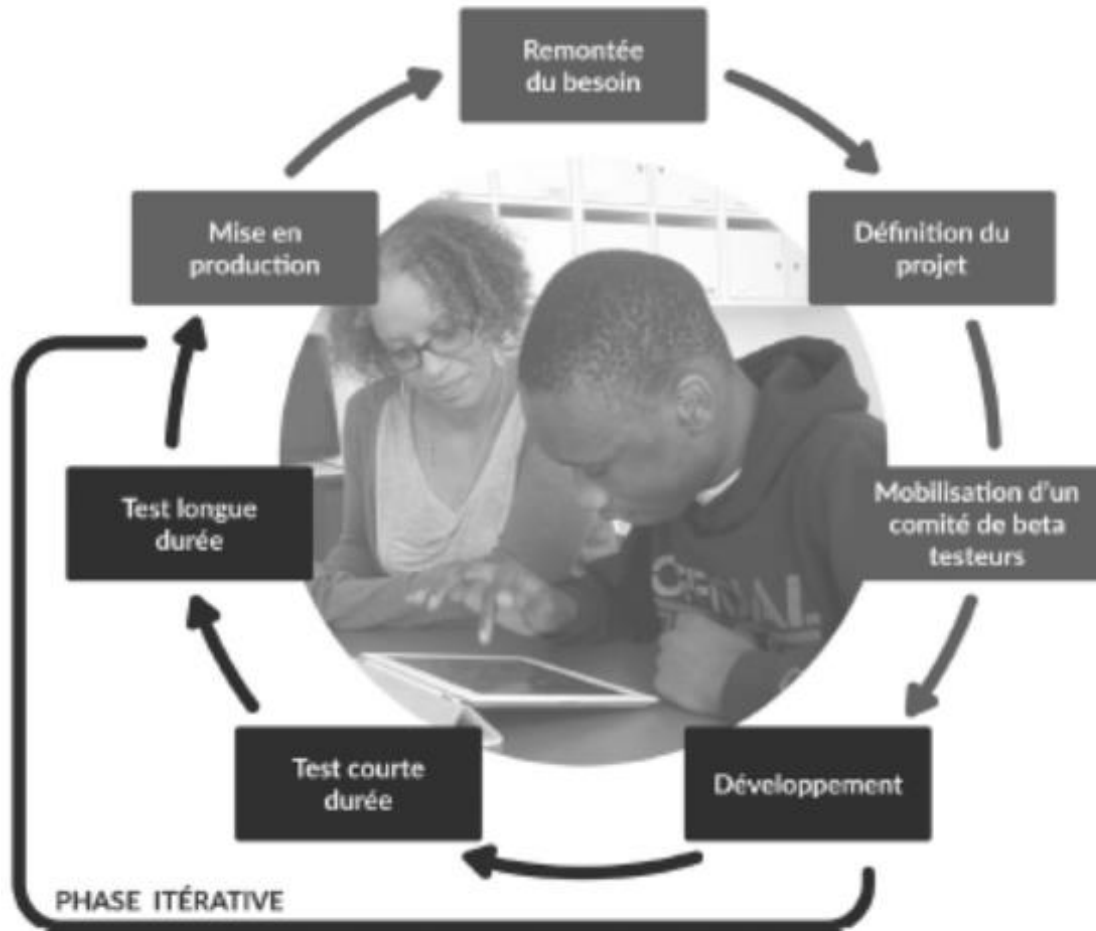 Remontée
du besoin
Définition du
projet
Mobilisation d'un
comité de beta
testeurs
Développement
Test courte
durée
Test longue
durée
Mise en
production
PHASE ITÉRATIVE